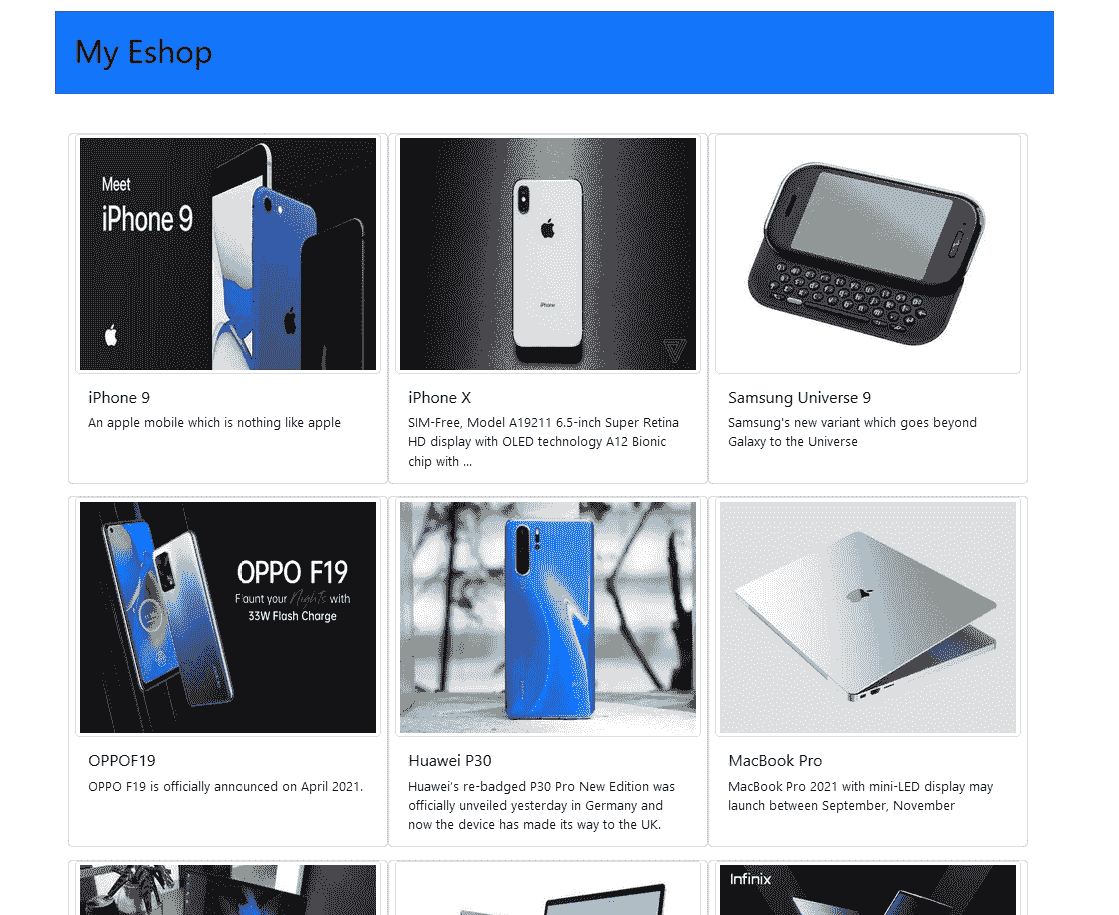 My Eshop
Meet
iPhone 9
iPhone
iPhone 9
An apple mobile which is nothing like apple
iPhone X
SIM-Free, Model A19211 6.5-inch Super Retina
HD display with OLED technology A12 Bionic
chip with ...
Samsung Universe 9
Samsung's new variant which goes beyond
Galaxy to the Universe
OPPO F19
Flaunt your Nights with
33W Flash Charge
OPPOF19
OPPO F19 is officially announced on April 2021.
Huawei P30
Huawei's re-badged P30 Pro New Edition was
officially unveiled yesterday in Germany and
now the device has made its way to the UK.
MacBook Pro
MacBook Pro 2021 with mini-LED display may
launch between September, November
Infinix